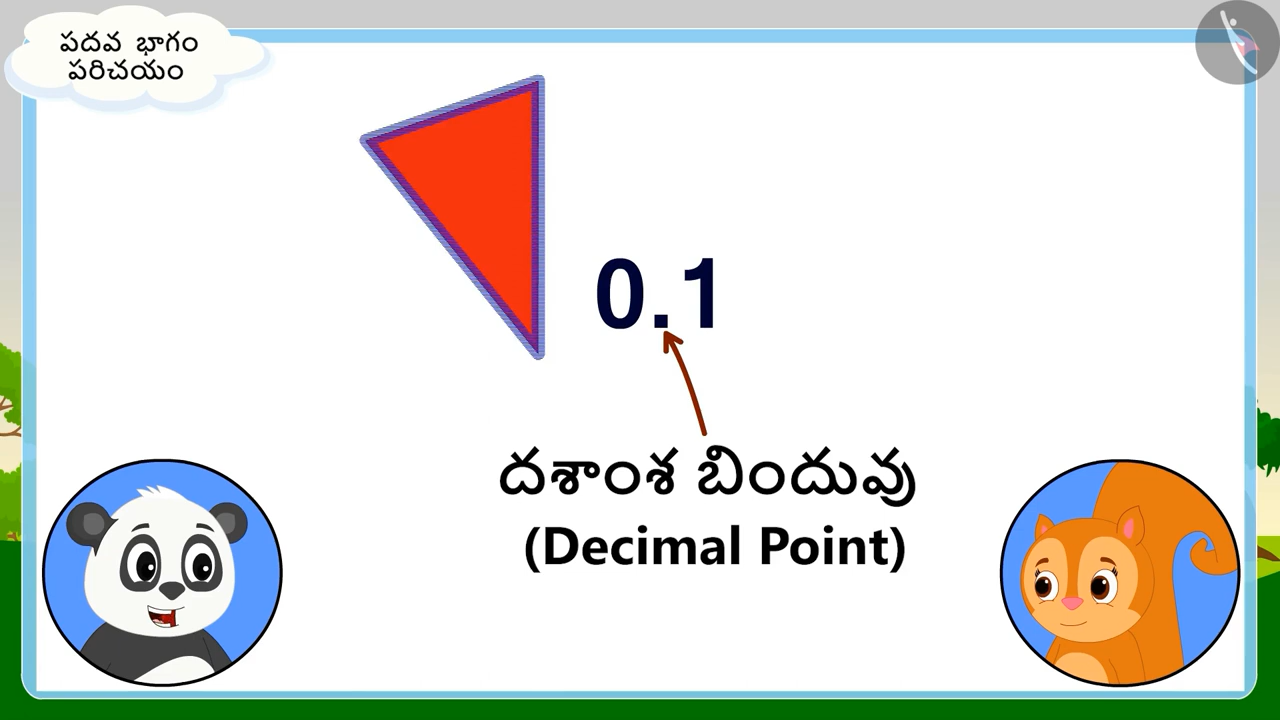 పదవ భాగం
పరిచయం
0.1
దశాంశ బిందువు
(Decimal Point)